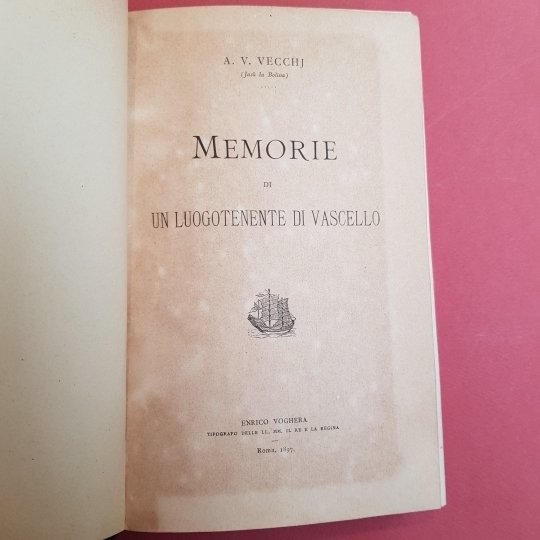 A. V. VECCHJ
(Jack la Bolina)
MEMORIE
DI
UN LUOGOTENENTE DI VASCELLO
ENRICO VOGHERA
TIPOGRAFO DELLE LL. MM. IL RE E LA REGINA
Roma, 1897.